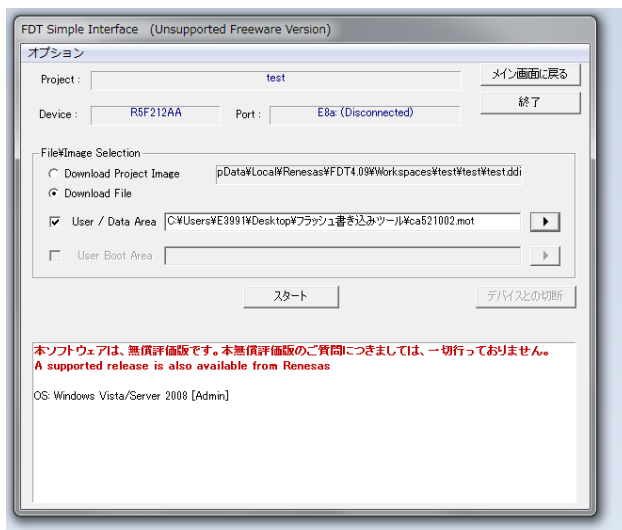 FDT Simple Interface (Unsupported Freeware Version)
オプション
Project : test
メイン画面に戻る
Device : R5F212AA Port : E8a: (Disconnected)
終了
File¥Image Selection
Download Project Image pData¥Local¥Renesas¥FDT4.09¥Workspaces¥test¥test¥test.ddi
Download File
User / Data Area C:¥Users¥E3991¥Desktop¥フラッシュ書き込みツール¥ca521002.mot
User Boot Area
スタート
デバイスとの切断
本ソフトウェアは、無償評価版です。本無償評価版のご質問につきましては、一切行っておりません。
A supported release is also available from Renesas
OS: Windows Vista/Server 2008 [Admin]